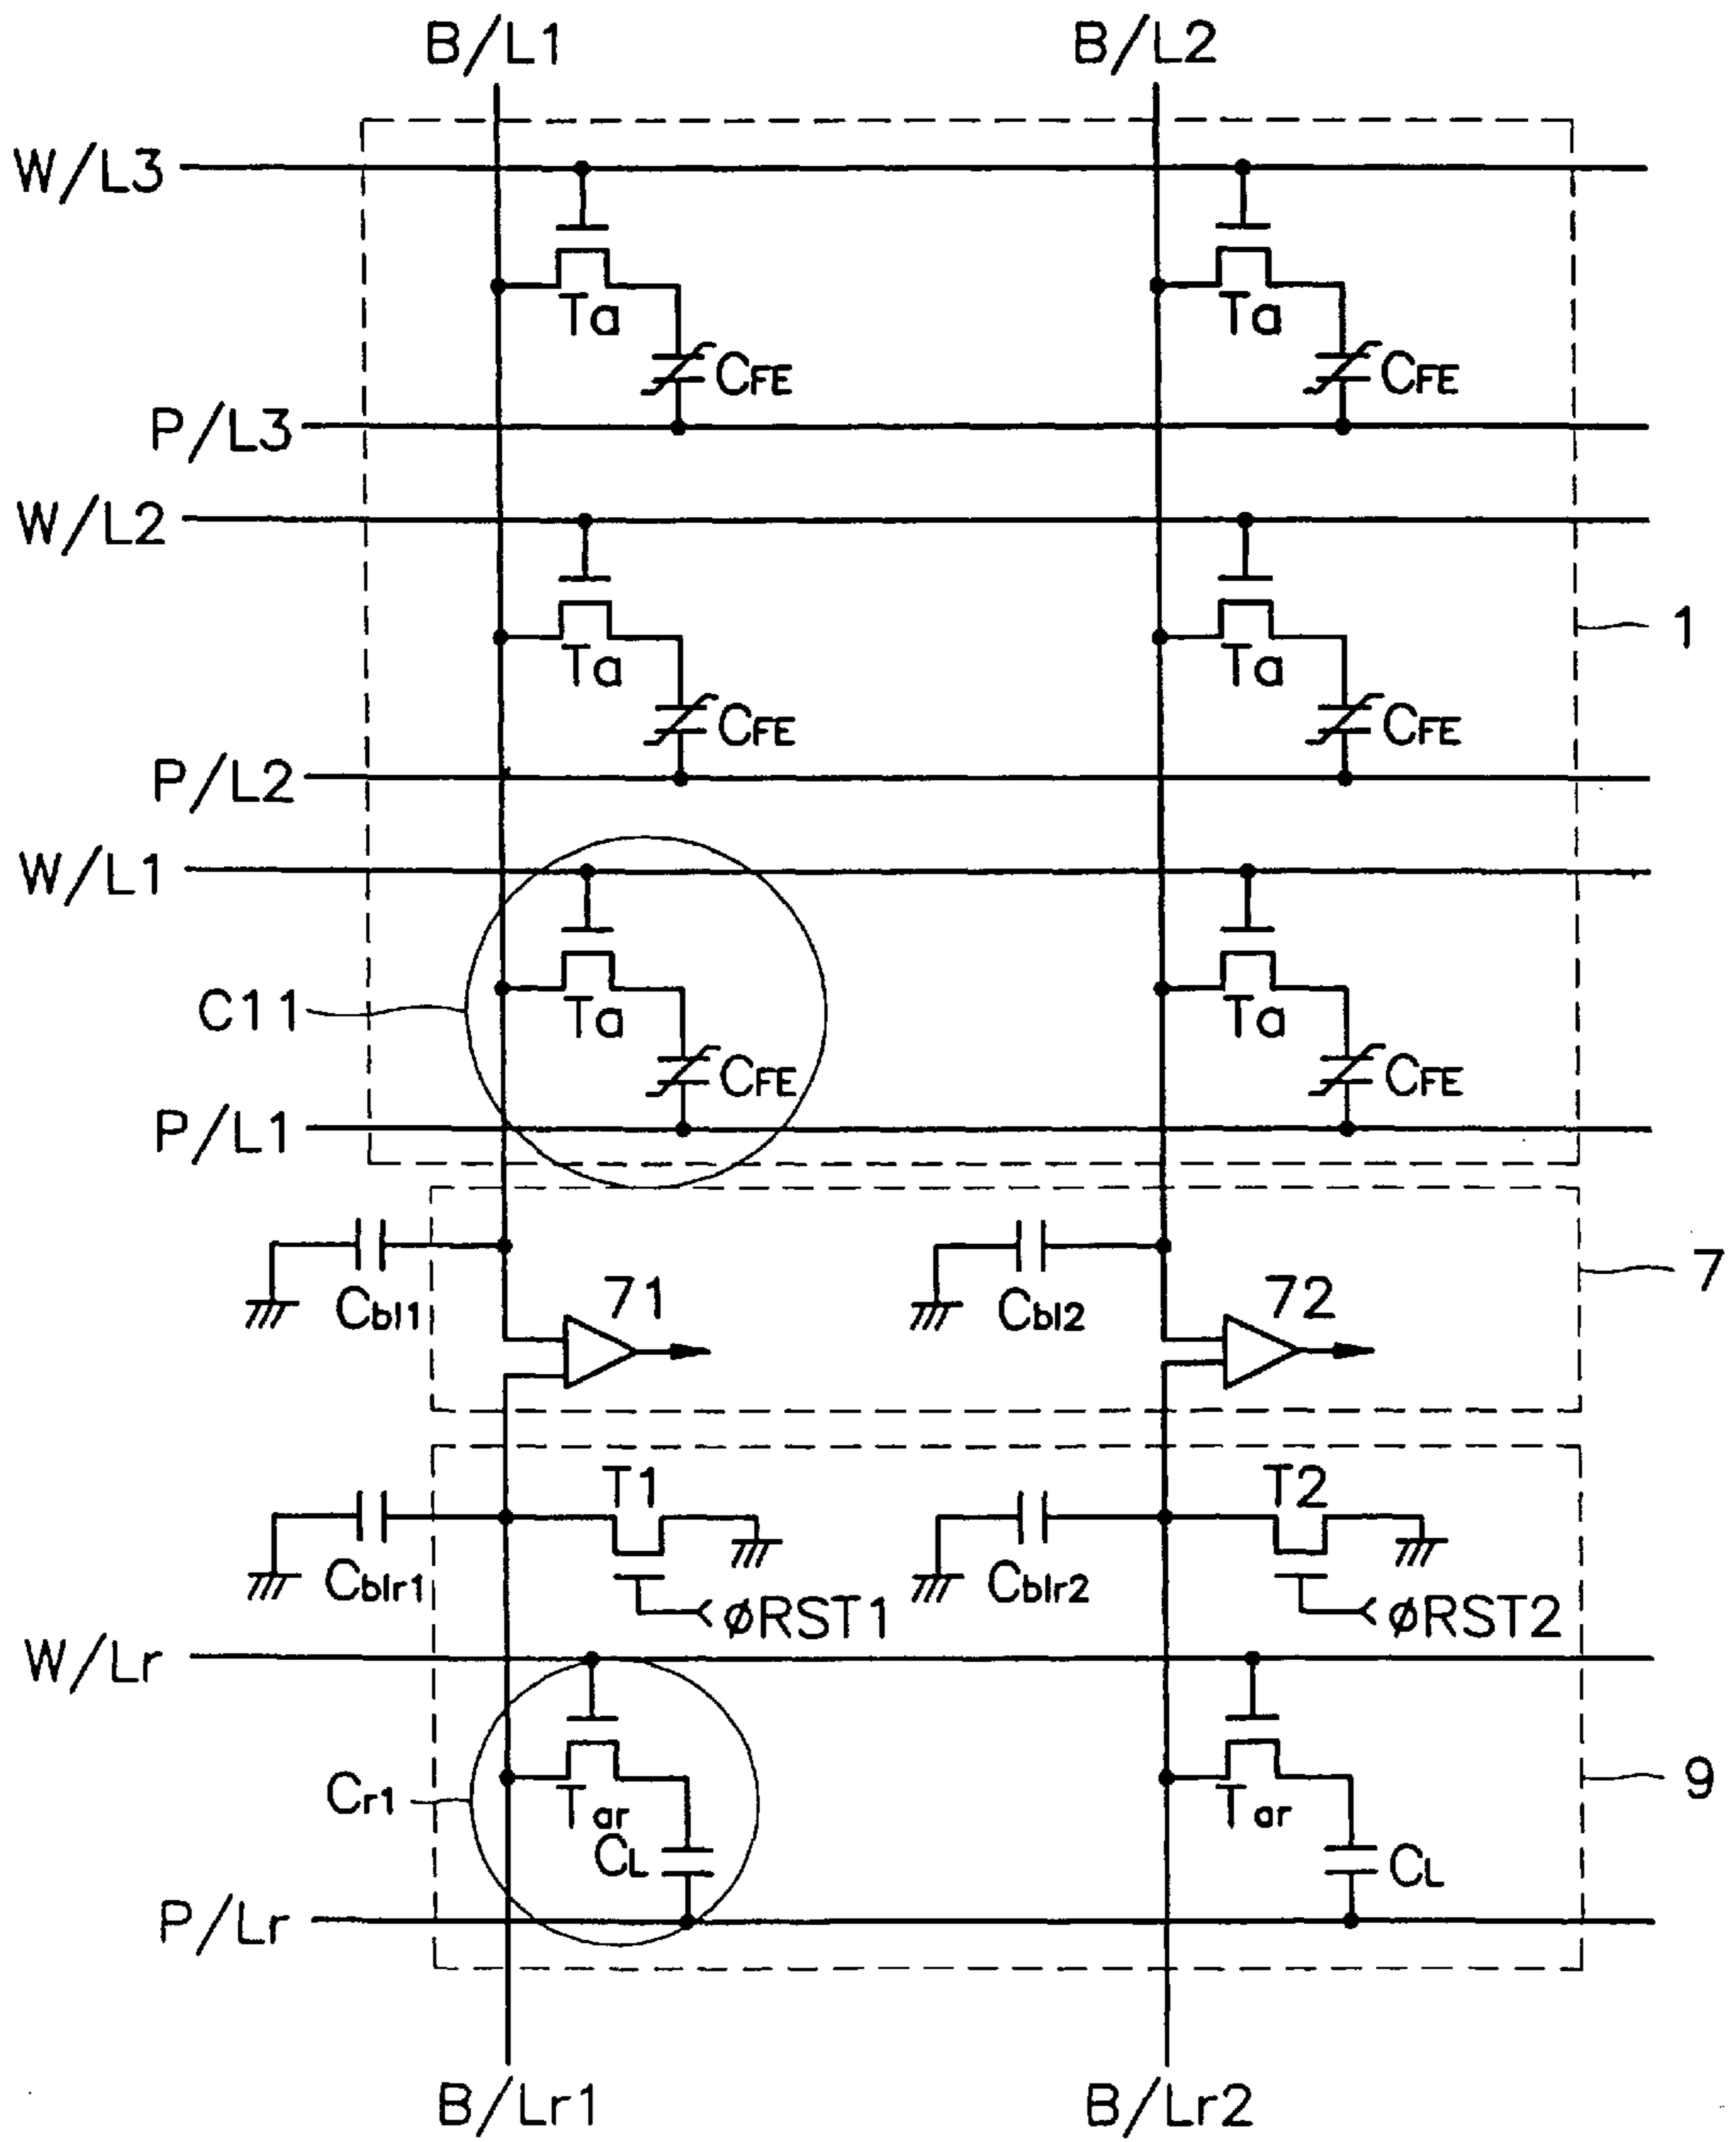 B/L1 B/L2
W/L3
Ta Ta
CFE CFE
P/L3
W/L2
Ta Ta
1
CFE CFE
P/L2
W/L1
C11 Ta Ta
CFE CFE
P/L1
7
71 72
Cbl1 Cbl2
T1 T2
Cblr1 Cblr2
øRST1 øRST2
W/Lr
Cr1 Tar Tar 9
CL CL
P/Lr
B/Lr1 B/Lr2